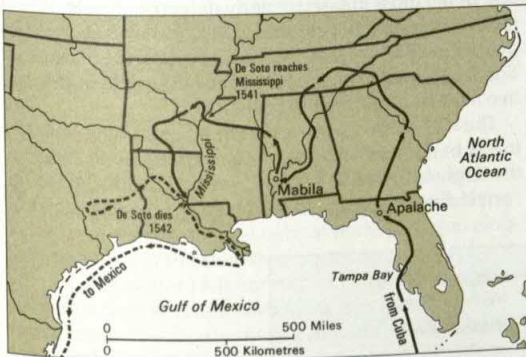 De Soto reaches
Mississippi
1541
Mississippi
North
Atlantic
Ocean
Mabila
Apalache
De Soto dies
1542
Tampa Bay
to Mexico
from Cuba
Gulf of Mexico
0
500 Miles
0
500 Kilometres